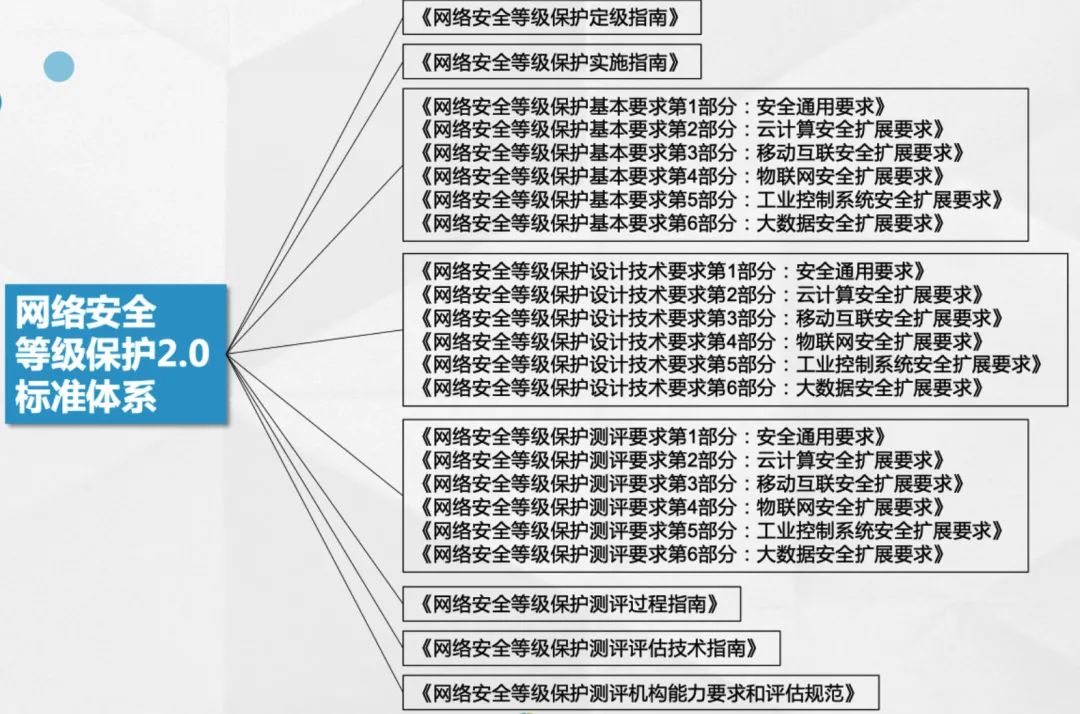 《网络安全等级保护定级指南》
《网络安全等级保护实施指南》
《网络安全等级保护基本要求第1部分：安全通用要求》
《网络安全等级保护基本要求第2部分：云计算安全扩展要求》
《网络安全等级保护基本要求第3部分：移动互联安全扩展要求》
《网络安全等级保护基本要求第4部分：物联网安全扩展要求》
《网络安全等级保护基本要求第5部分：工业控制系统安全扩展要求》
《网络安全等级保护基本要求第6部分：大数据安全扩展要求》
网络安全
等级保护2.0
标准体系
《网络安全等级保护设计技术要求第1部分：安全通用要求》
《网络安全等级保护设计技术要求第2部分：云计算安全扩展要求》
《网络安全等级保护设计技术要求第3部分：移动互联安全扩展要求》
《网络安全等级保护设计技术要求第4部分：物联网安全扩展要求》
《网络安全等级保护设计技术要求第5部分：工业控制系统安全扩展要求》
《网络安全等级保护设计技术要求第6部分：大数据安全扩展要求》
《网络安全等级保护测评要求第1部分：安全通用要求》
《网络安全等级保护测评要求第2部分：云计算安全扩展要求》
《网络安全等级保护测评要求第3部分：移动互联安全扩展要求》
《网络安全等级保护测评要求第4部分：物联网安全扩展要求》
《网络安全等级保护测评要求第5部分：工业控制系统安全扩展要求》
《网络安全等级保护测评要求第6部分：大数据安全扩展要求》
《网络安全等级保护测评过程指南》
《网络安全等级保护测评评估技术指南》
《网络安全等级保护测评机构能力要求和评估规范》